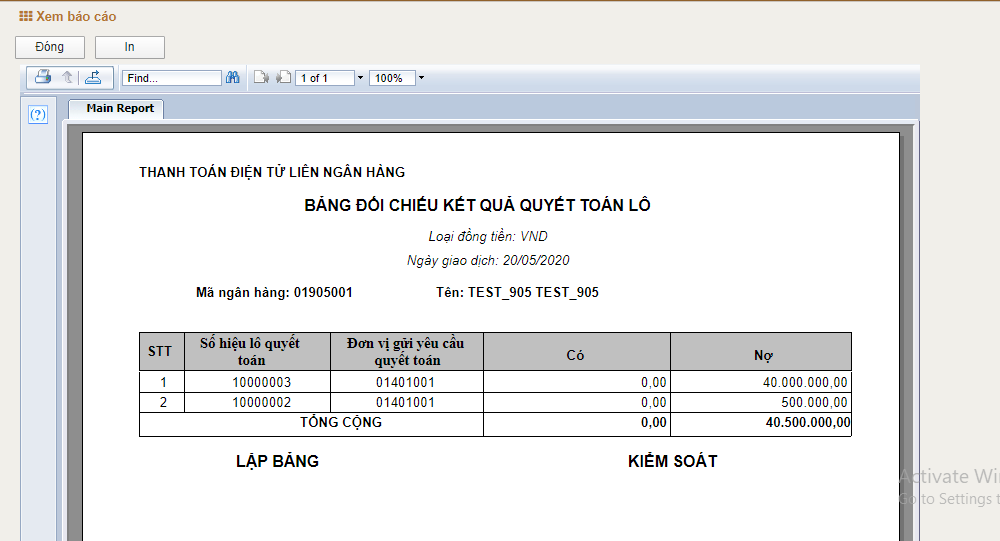 Xem báo cáo
Đóng In
Find... 1 of 1 100%
(?) Main Report
THANH TOÁN ĐIỆN TỬ LIÊN NGÂN HÀNG
BẢNG ĐỐI CHIẾU KẾT QUẢ QUYẾT TOÁN LÔ
Loại đồng tiền: VND
Ngày giao dịch: 20/05/2020
Mã ngân hàng: 01905001 Tên: TEST_905 TEST_905
STT Số hiệu lô quyết toán Đơn vị gửi yêu cầu quyết toán Có Nợ
1 10000003 01401001 0,00 40.000.000,00
2 10000002 01401001 0,00 500.000,00
TỔNG CỘNG 0,00 40.500.000,00
LẬP BẢNG KIỂM SOÁT
Activate Wi
Go to Settings t